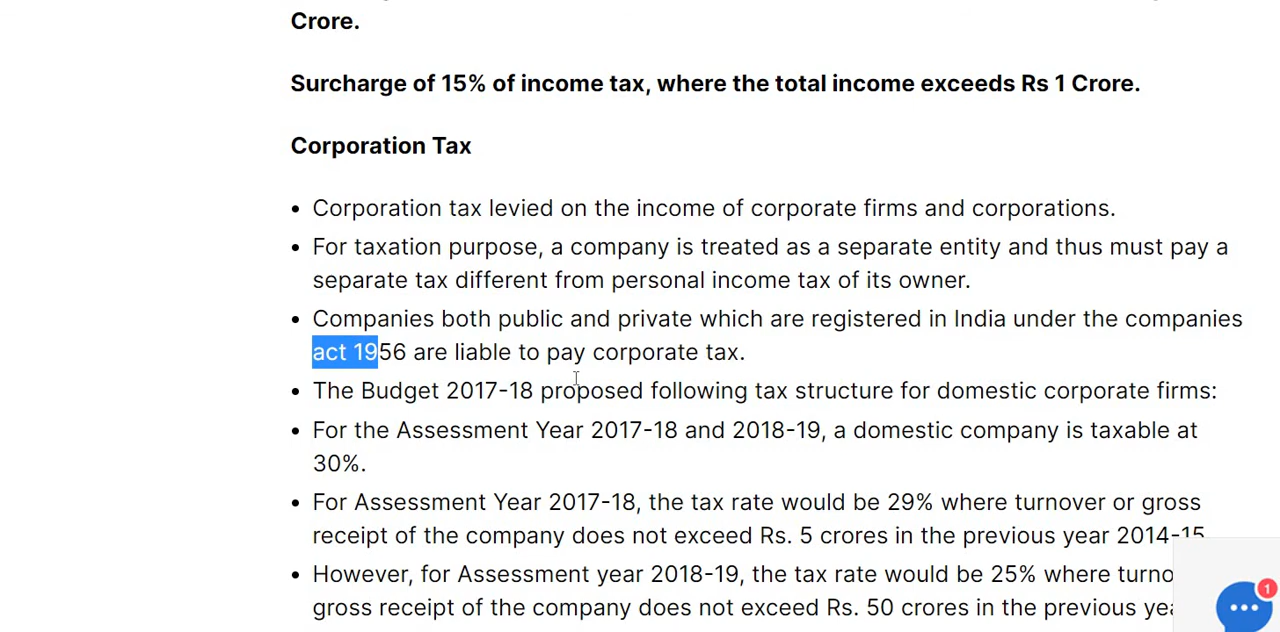 Crore.
Surcharge of 15% of income tax, where the total income exceeds Rs 1 Crore.
Corporation Tax
• Corporation tax levied on the income of corporate firms and corporations.
• For taxation purpose, a company is treated as a separate entity and thus must pay a
separate tax different from personal income tax of its owner.
• Companies both public and private which are registered in India under the companies
act 1956 are liable to pay corporate tax.
• The Budget 2017-18 proposed following tax structure for domestic corporate firms:
• For the Assessment Year 2017-18 and 2018-19, a domestic company is taxable at
30%.
• For Assessment Year 2017-18, the tax rate would be 29% where turnover or gross
receipt of the company does not exceed Rs. 5 crores in the previous year 2014-15
• However, for Assessment year 2018-19, the tax rate would be 25% where turno
gross receipt of the company does not exceed Rs. 50 crores in the previous yea
1